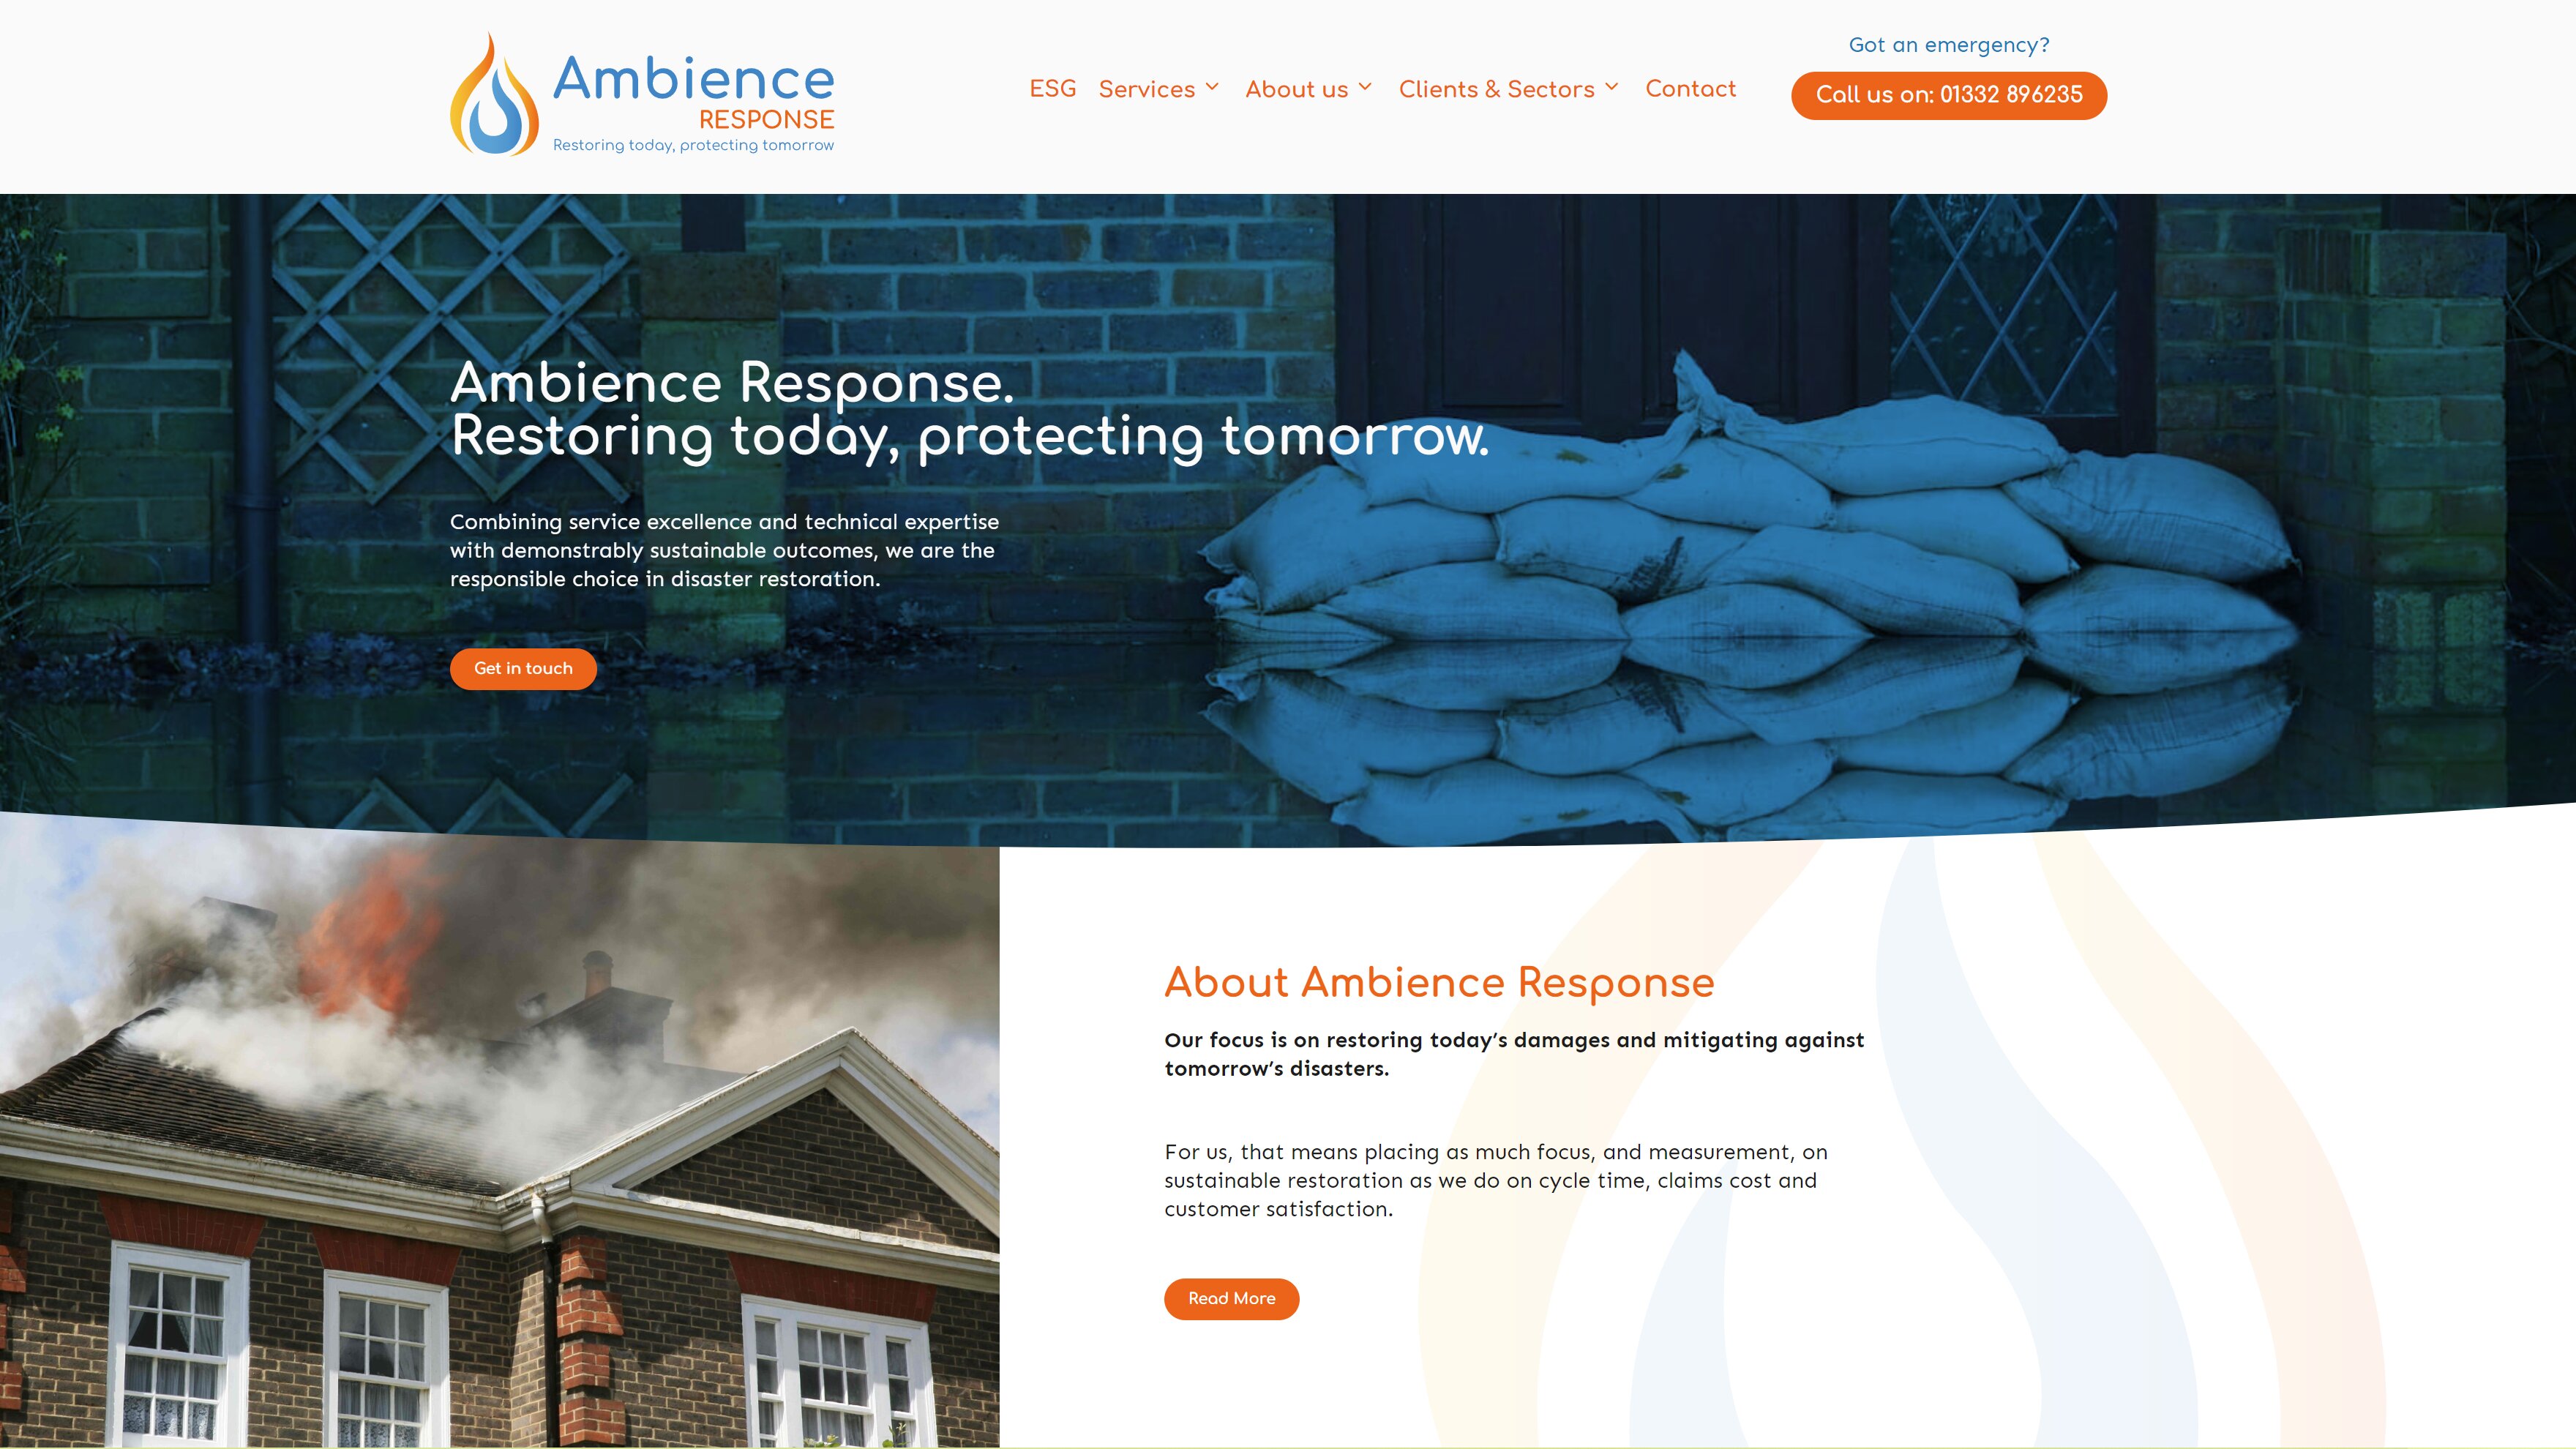 Ambience
RESPONSE
Restoring today, protecting tomorrow
ESG
Services
About us
Clients & Sectors
Contact
Got an emergency?
Call us on: 01332 896235
Ambience Response.
Restoring today, protecting tomorrow.
Combining service excellence and technical expertise
with demonstrably sustainable outcomes, we are the
responsible choice in disaster restoration.
Get in touch
About Ambience Response
Our focus is on restoring today’s damages and mitigating against
tomorrow’s disasters.
For us, that means placing as much focus, and measurement, on
sustainable restoration as we do on cycle time, claims cost and
customer satisfaction.
Read More